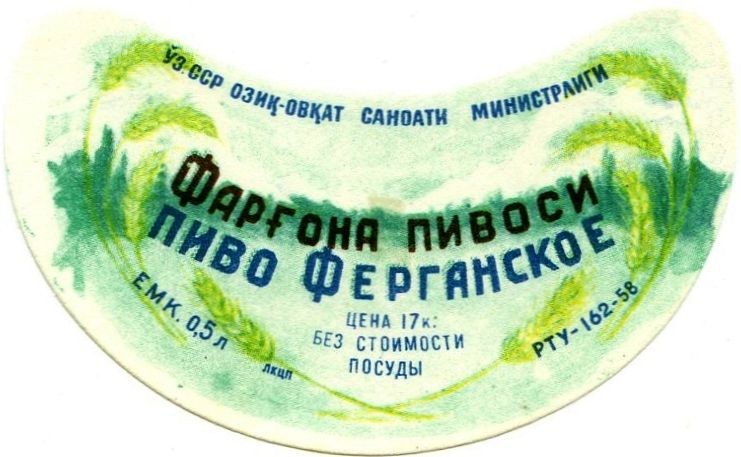 Ўз. ССР ОЗИҚ-ОВҚАТ САНОАТИ МИНИСТРЛИГИ
ФАРҒОНА ПИВОСИ
ПИВО ФЕРГАНСКОЕ
ЕМК. 0,5 л
ЦЕНА 17 к:
БЕЗ СТОИМОСТИ
ПОСУДЫ
РТУ-162-58
ЛКЦП